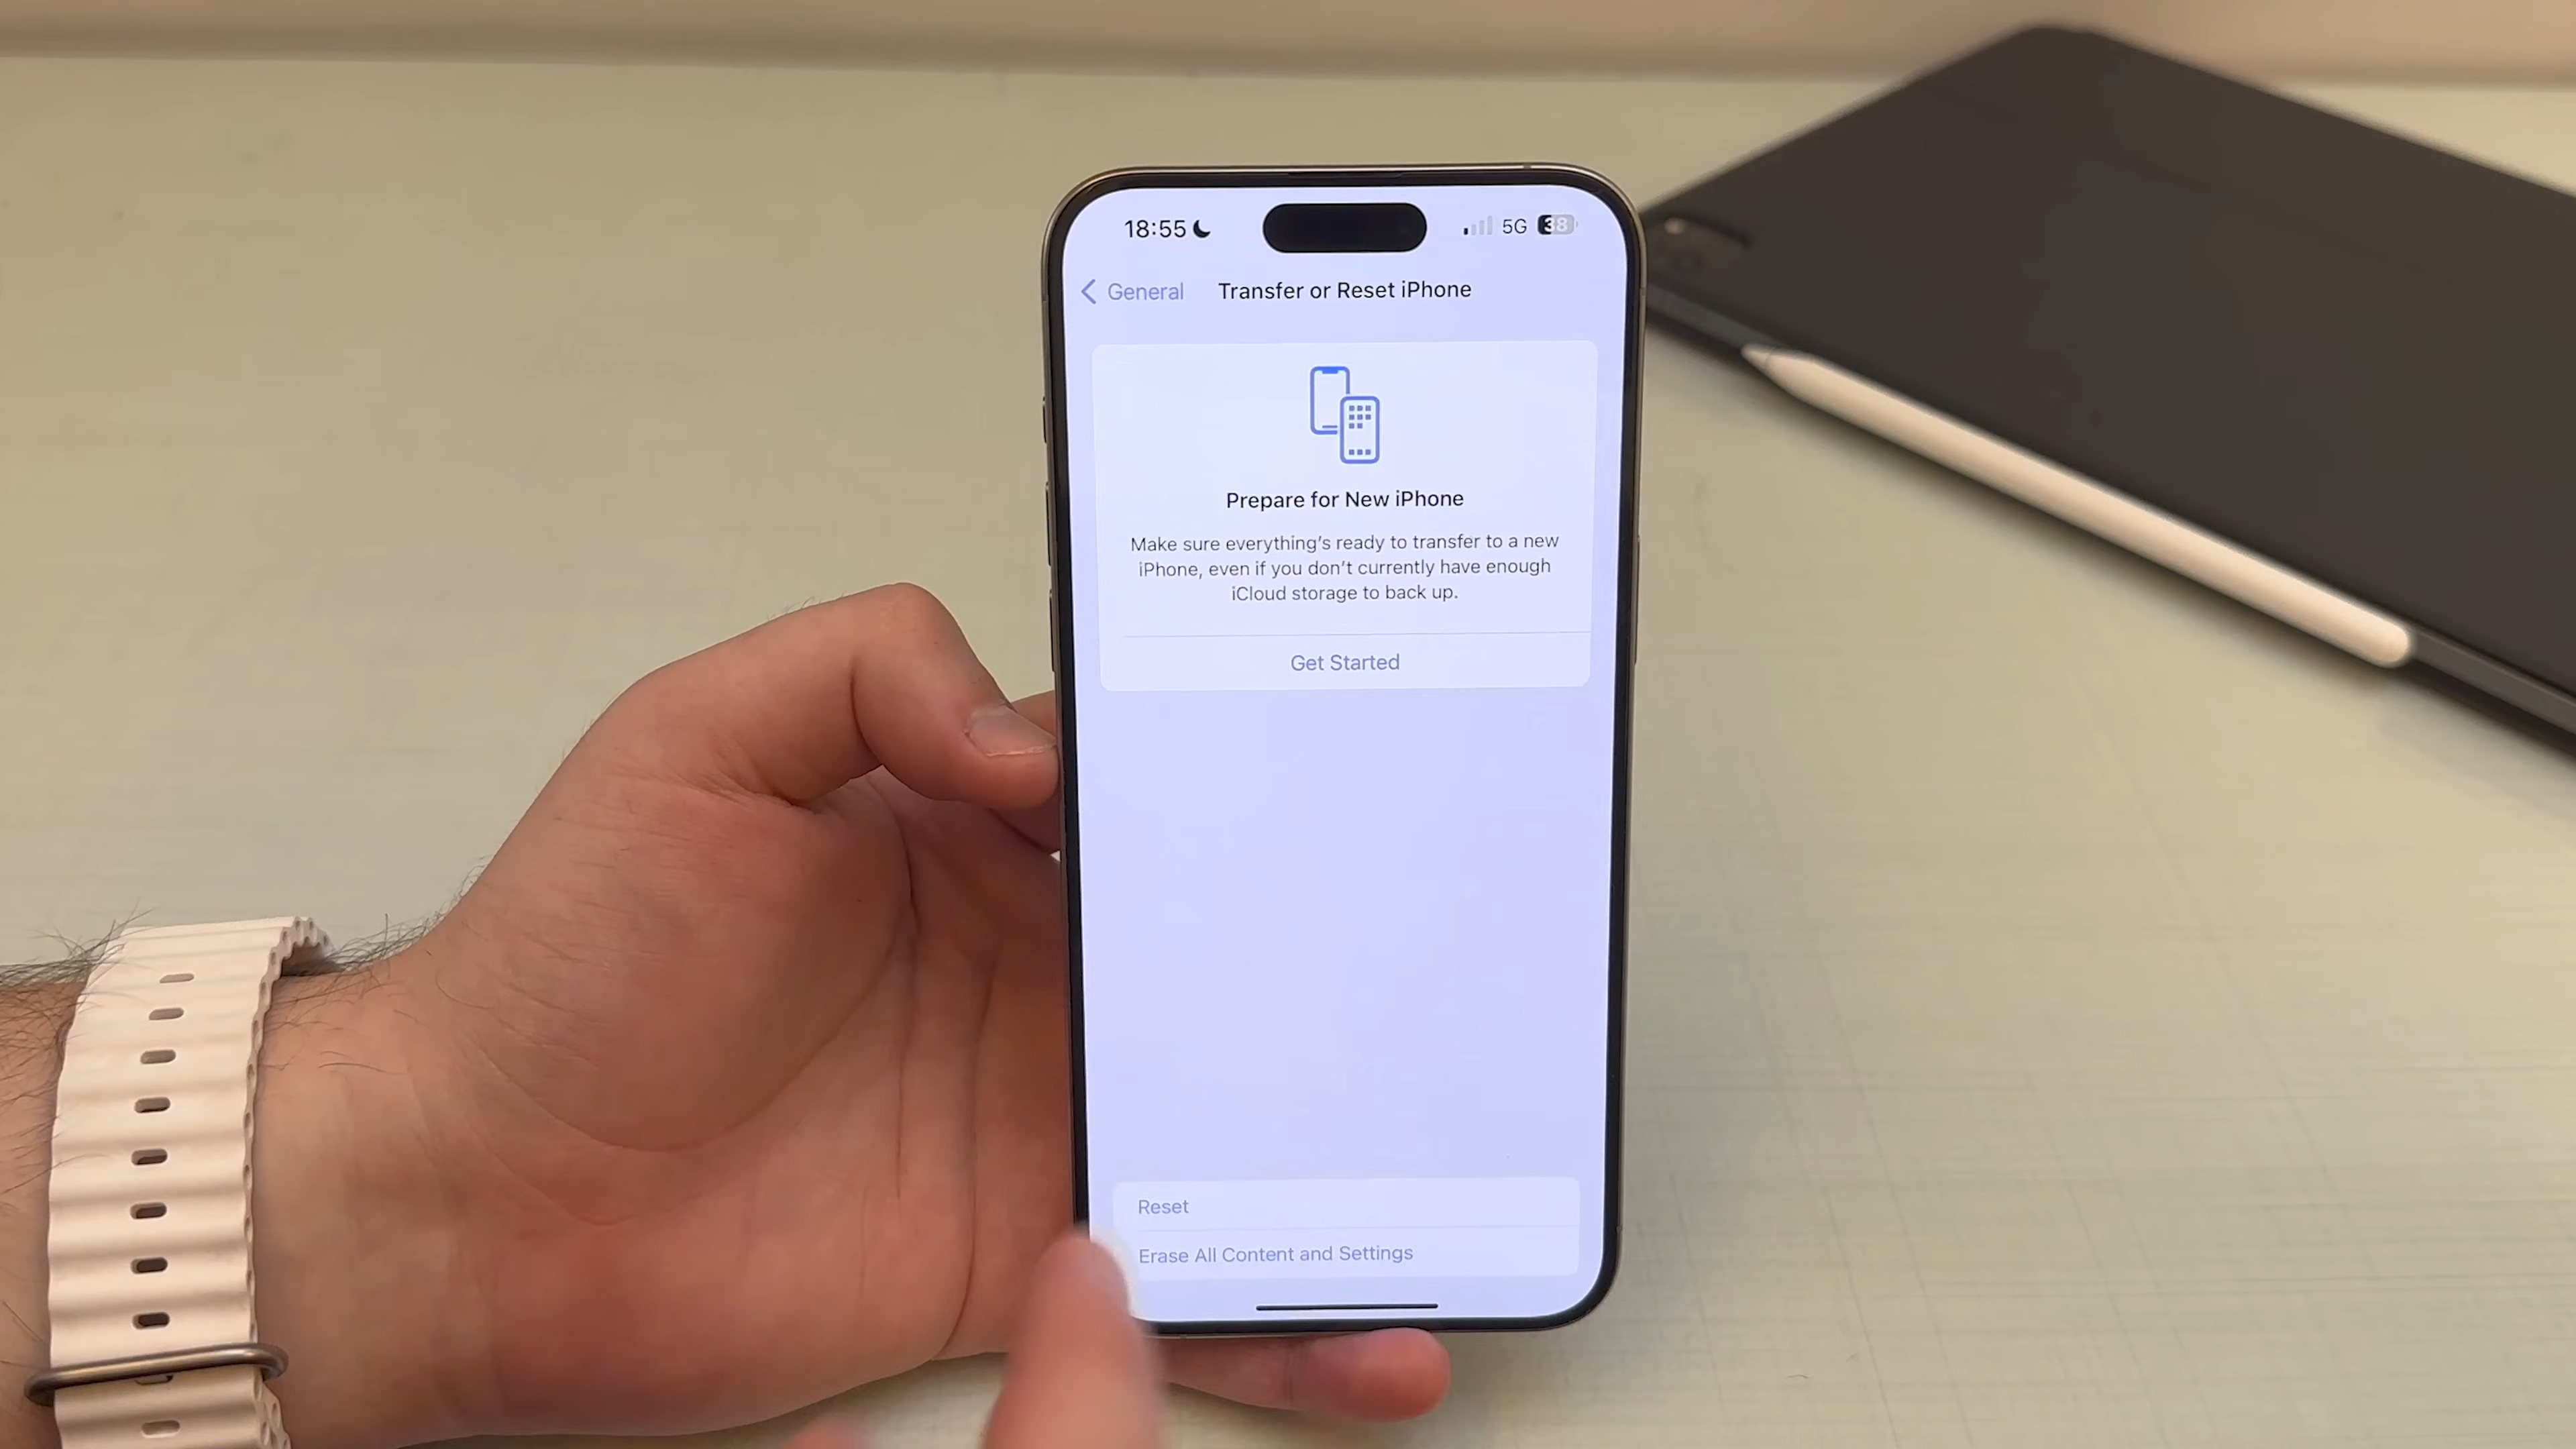 18:55 5G 38
General Transfer or Reset iPhone
Prepare for New iPhone
Make sure everything's ready to transfer to a new
iPhone, even if you don't currently have enough
iCloud storage to back up.
Get Started
Reset
Erase All Content and Settings